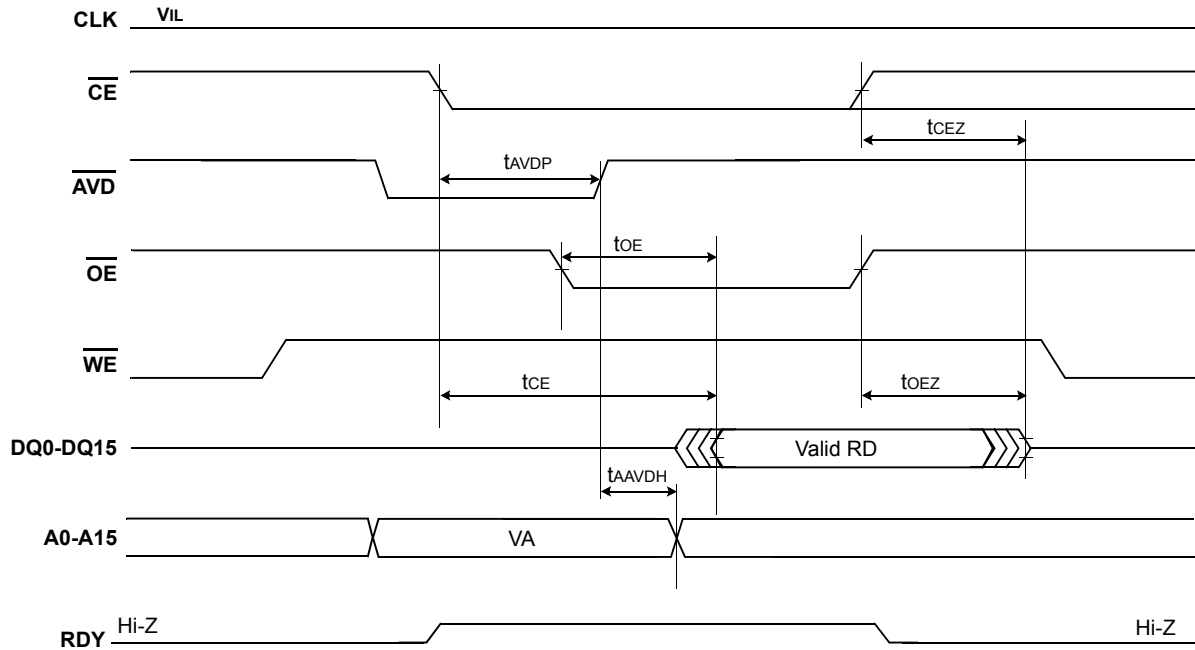 CLK VIL
CE
tCEZ
tAVDP
AVD
tOE
OE
WE
tCE tOEZ
DQ0-DQ15 Valid RD
tAAVDH
A0-A15 VA
RDY Hi-Z Hi-Z